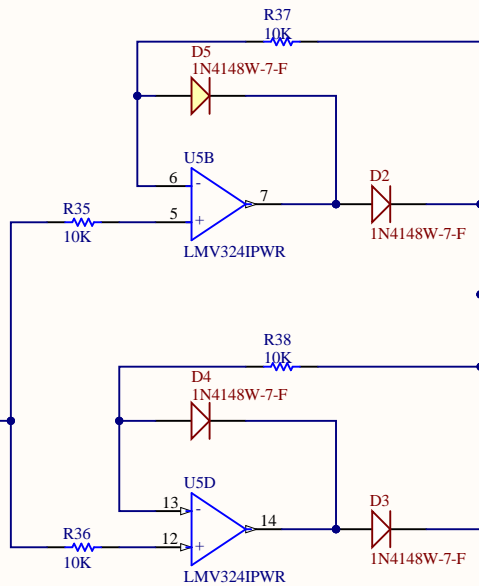 R37
10K
D5
1N4148W-7-F
U5B
6
-
7
D2
5
+
R35
10K
LMV324IPWR
1N4148W-7-F
R38
10K
D4
1N4148W-7-F
U5D
13
-
14
D3
12
+
R36
10K
LMV324IPWR
1N4148W-7-F